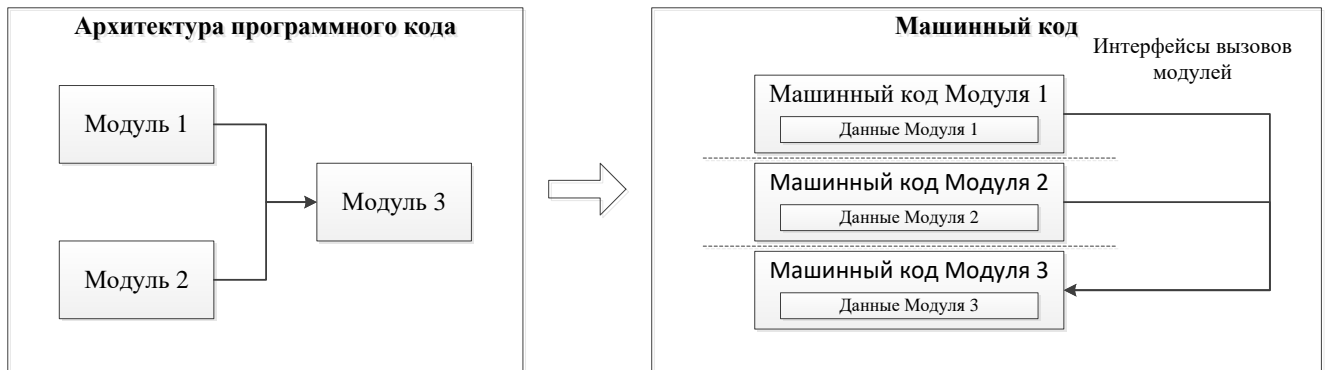 Архитектура программного кода
Модуль 1
Модуль 2
Модуль 3
Машинный код
Интерфейсы вызовов
модулей
Машинный код Модуля 1
Данные Модуля 1
Машинный код Модуля 2
Данные Модуля 2
Машинный код Модуля 3
Данные Модуля 3